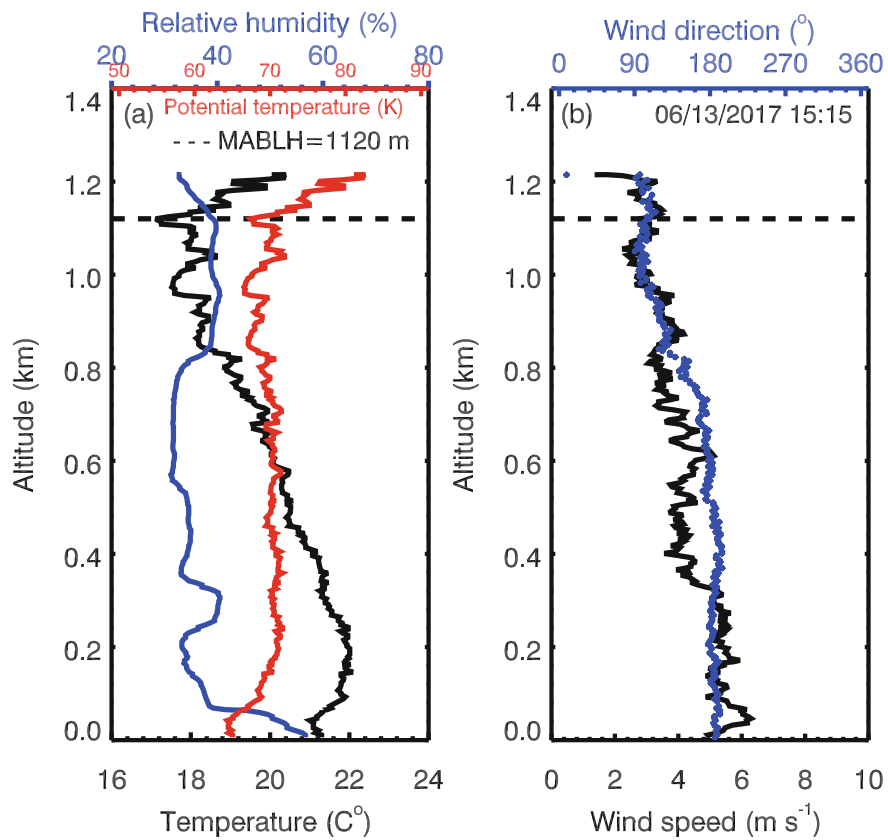 Relative humidity (%)
20 40 60 80
50 60 70 80 90
Potential temperature (K)
(a)
--- MABLH=1120 m
1.4
1.2
1.0
0.8
0.6
0.4
0.2
0.0
Altitude (km)
16 18 20 22 24
Temperature (C°)
Wind direction (°)
0 90 180 270 360
(b) 06/13/2017 15:15
1.4
1.2
1.0
0.8
0.6
0.4
0.2
0.0
Altitude (km)
0 2 4 6 8 10
Wind speed (m s⁻¹)